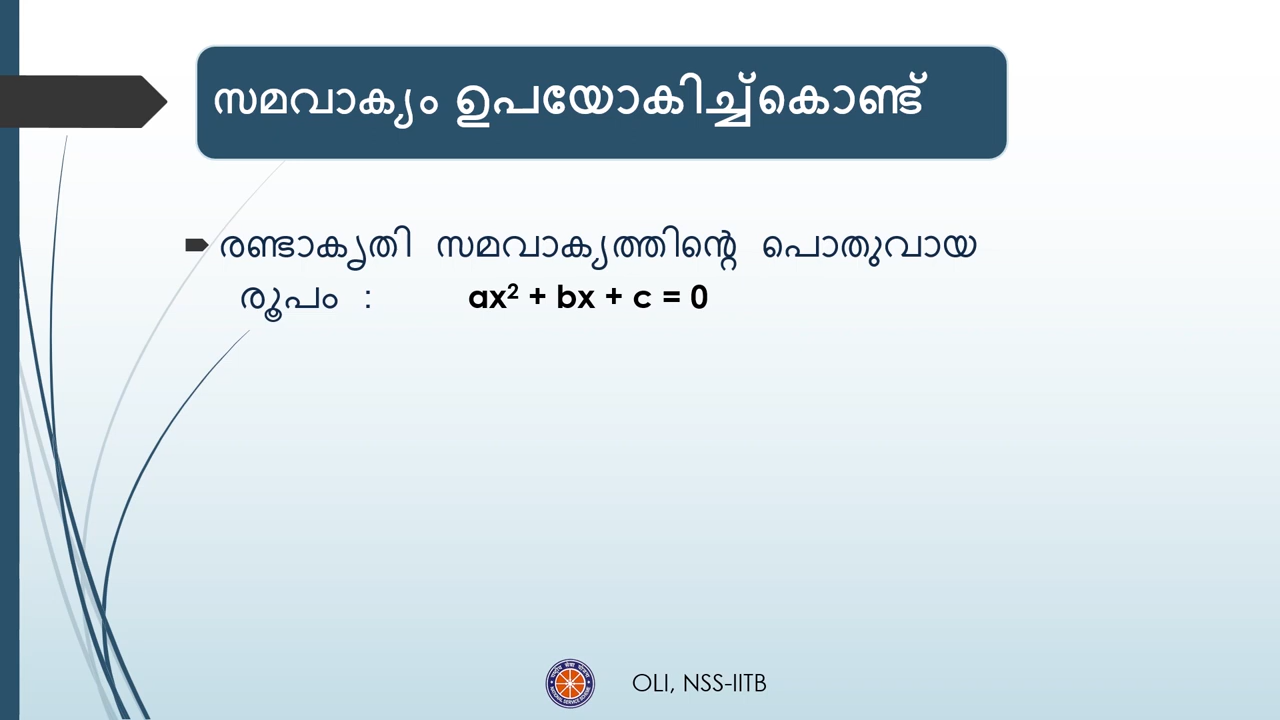 സമവാക്യം ഉപയോകിച്ച്കൊണ്ട്
രണ്ടാകൃതി സമവാക്യത്തിന്റെ പൊതുവായ
രൂപം : ax² + bx + c = 0
OLI, NSS-IITB